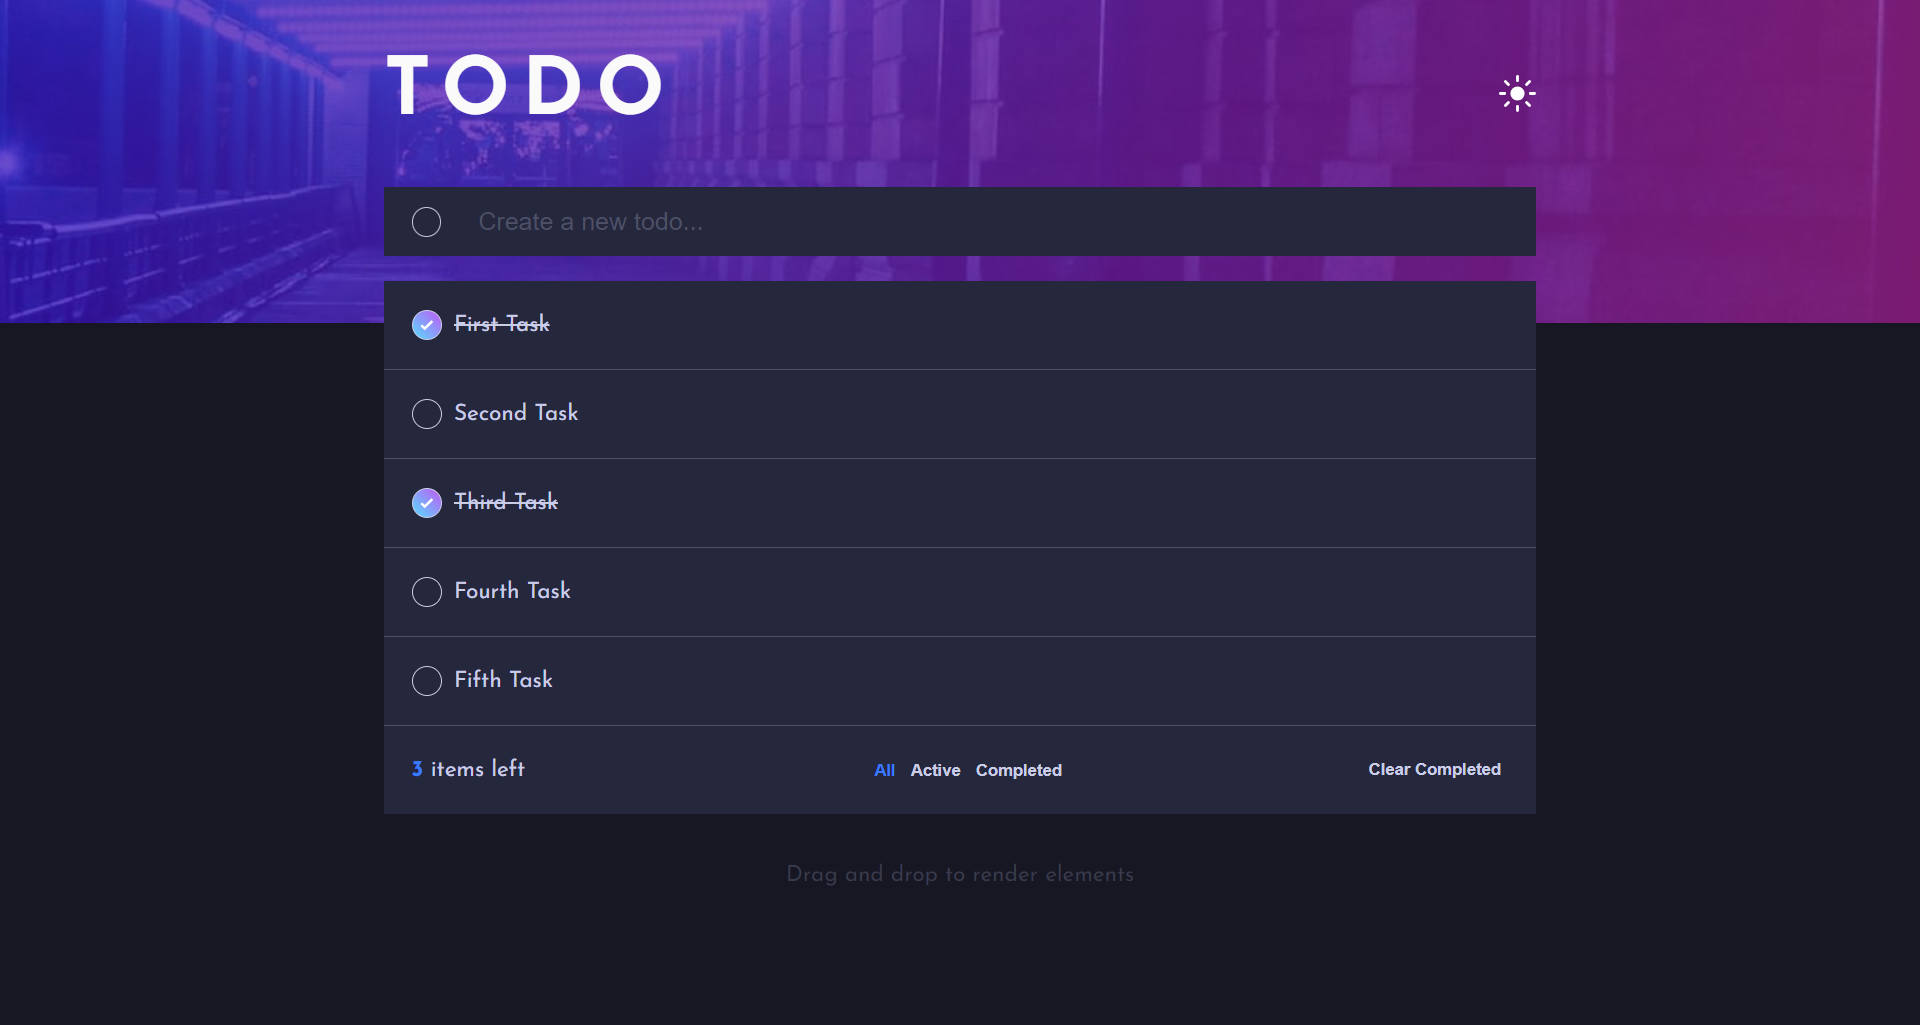 TODO
Create a new todo...
First Task
Second Task
Third Task
Fourth Task
Fifth Task
3 items left All Active Completed Clear Completed
Drag and drop to render elements